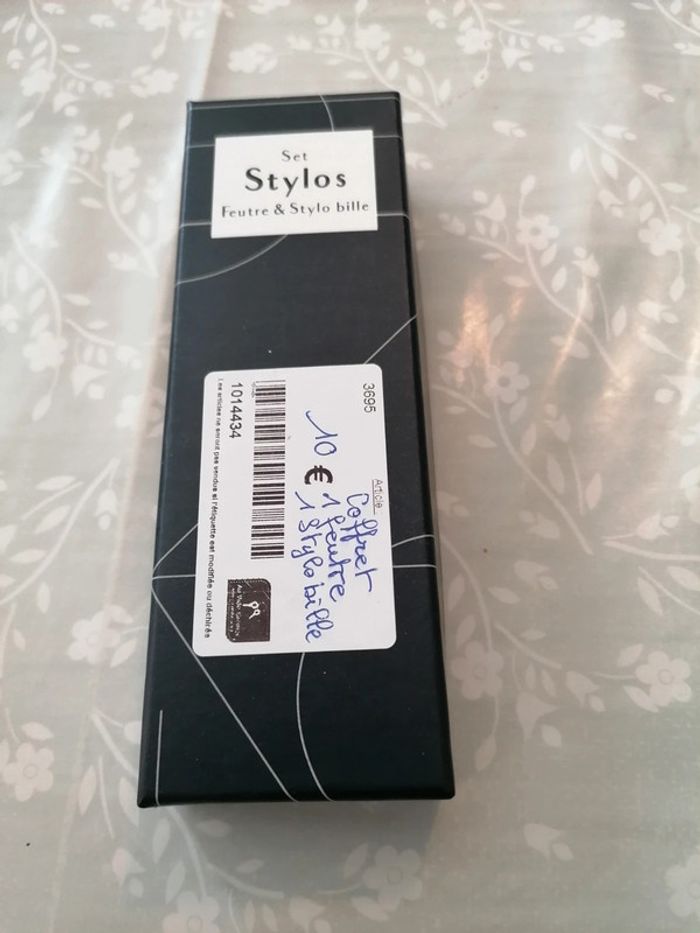 Set
Stylos
Feutre & Stylo bille
3695
Article
Coffret
1 feutre
1 Stylo bille
10 €
1014434
Les articles ne seront pas vendus si l'étiquette est modifiée ou déchirée